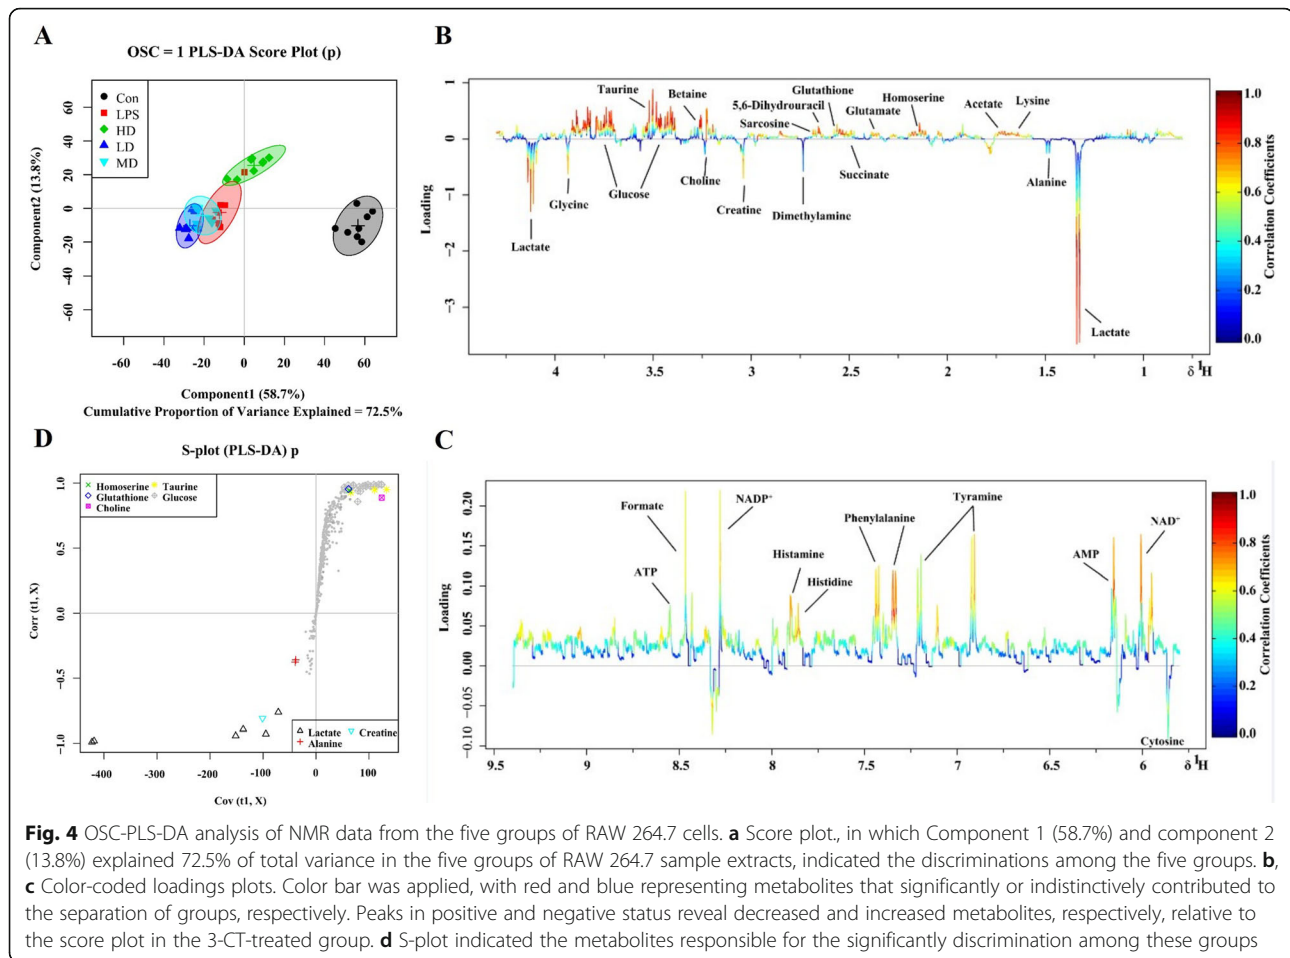 A
OSC = 1 PLS-DA Score Plot (p)
Con
LPS
HD
LD
MD
Component2 (13.8%)
60
40
20
0
-20
-40
-60
-60 -40 -20 0 20 40 60
Component1 (58.7%)
Cumulative Proportion of Variance Explained = 72.5%
B
Loading
1
0
-1
-2
-3
Taurine
Betaine
Glutathione
5,6-Dihydrouracil
Sarcosine
Glutamate
Homoserine
Acetate
Lysine
Glycine
Glucose
Choline
Creatine
Dimethylamine
Succinate
Alanine
Lactate
Lactate
4 3.5 3 2.5 2 1.5 1 δ ¹H
1.0
0.8
0.6
0.4
0.2
0.0
Correlation Coefficients
D
S-plot (PLS-DA) p
Homoserine Taurine
Glutathione Glucose
Choline
Corr (t1, X)
1.0
0.5
0.0
-0.5
-1.0
Lactate Creatine
Alanine
-400 -300 -200 -100 0 100
Cov (t1, X)
C
Loading
0.20
0.15
0.10
0.05
0.00
-0.05
-0.10
Formate
NADP⁺
Tyramine
Phenylalanine
NAD⁺
Histamine
AMP
ATP
Histidine
Cytosine
9.5 9 8.5 8 7.5 7 6.5 6 δ ¹H
1.0
0.8
0.6
0.4
0.2
0.0
Correlation Coefficients
Fig. 4 OSC-PLS-DA analysis of NMR data from the five groups of RAW 264.7 cells. a Score plot., in which Component 1 (58.7%) and component 2
(13.8%) explained 72.5% of total variance in the five groups of RAW 264.7 sample extracts, indicated the discriminations among the five groups. b,
c Color-coded loadings plots. Color bar was applied, with red and blue representing metabolites that significantly or indistinctively contributed to
the separation of groups, respectively. Peaks in positive and negative status reveal decreased and increased metabolites, respectively, relative to
the score plot in the 3-CT-treated group. d S-plot indicated the metabolites responsible for the significantly discrimination among these groups